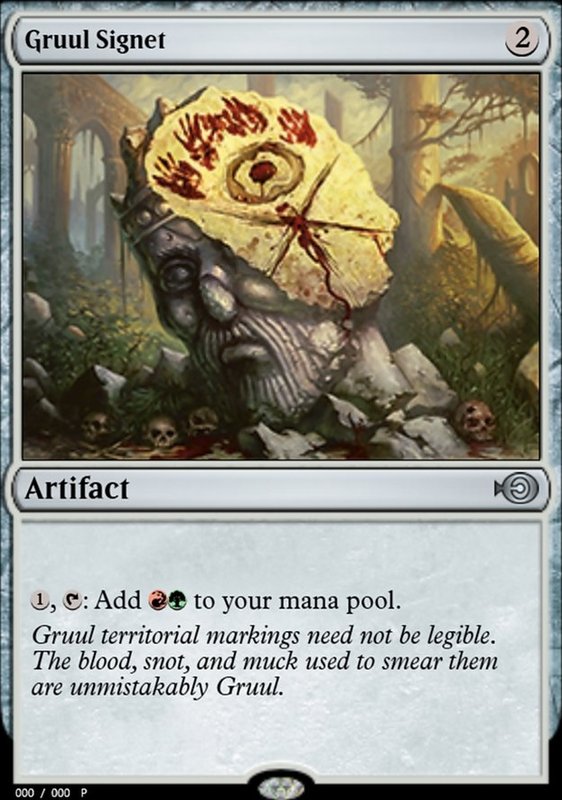 Gruul Signet 2
Artifact
1, : Add to your mana pool.
Gruul territorial markings need not be legible.
The blood, snot, and muck used to smear them
are unmistakably Gruul.
000 / 000 P